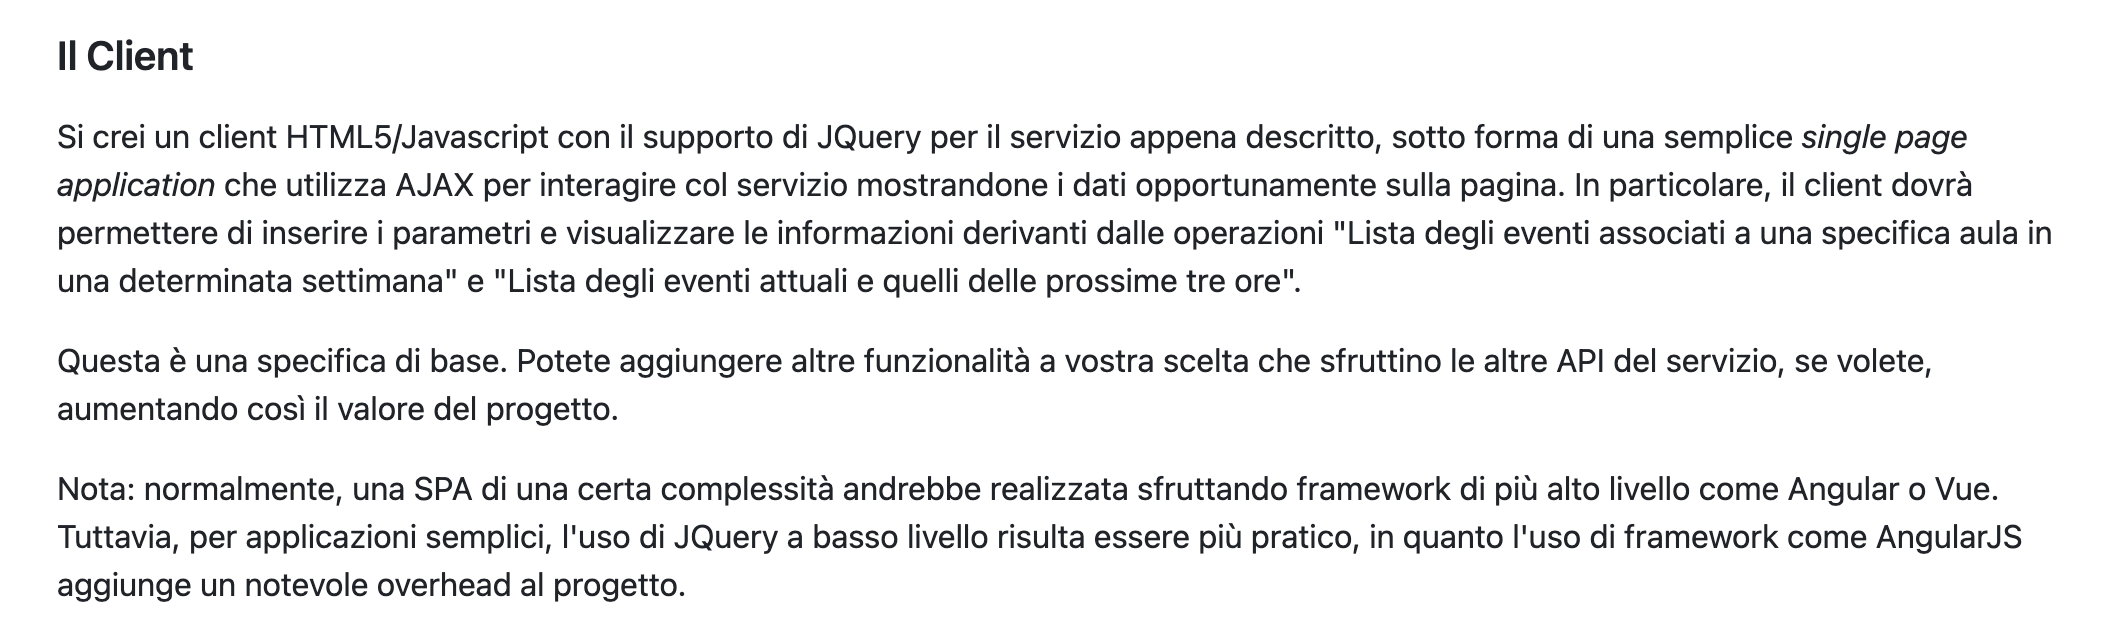 Il Client
Si crei un client HTML5/Javascript con il supporto di JQuery per il servizio appena descritto, sotto forma di una semplice single page
application che utilizza AJAX per interagire col servizio mostrandone i dati opportunamente sulla pagina. In particolare, il client dovrà
permettere di inserire i parametri e visualizzare le informazioni derivanti dalle operazioni "Lista degli eventi associati a una specifica aula in
una determinata settimana" e "Lista degli eventi attuali e quelli delle prossime tre ore".
Questa è una specifica di base. Potete aggiungere altre funzionalità a vostra scelta che sfruttino le altre API del servizio, se volete,
aumentando così il valore del progetto.
Nota: normalmente, una SPA di una certa complessità andrebbe realizzata sfruttando framework di più alto livello come Angular o Vue.
Tuttavia, per applicazioni semplici, l'uso di JQuery a basso livello risulta essere più pratico, in quanto l'uso di framework come AngularJS
aggiunge un notevole overhead al progetto.